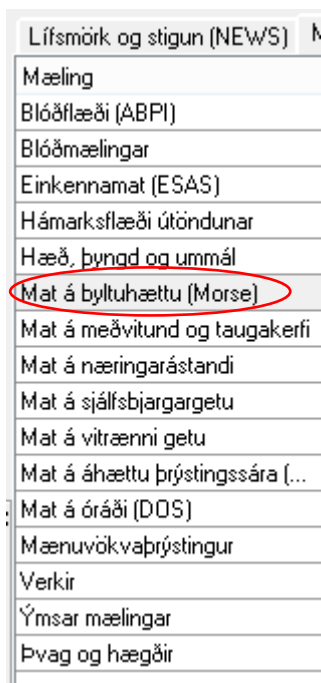 Lífsmörk og stigun (NEWS)
Mæling
Blóðflæði (ABPI)
Blóðmælingar
Einkennamat (ESAS)
Hámarksflæði útöndunar
Hæð, þyngd og ummál
Mat á byltuhættu (Morse)
Mat á meðvitund og taugakerfi
Mat á næringarástandi
Mat á sjálfsbjargargetu
Mat á vitrænni getu
Mat á áhættu þrýstingssára (...
Mat á óráði (DOS)
Mænuvökvaþrýstingur
Verkir
Ýmsar mælingar
Þvag og hægðir